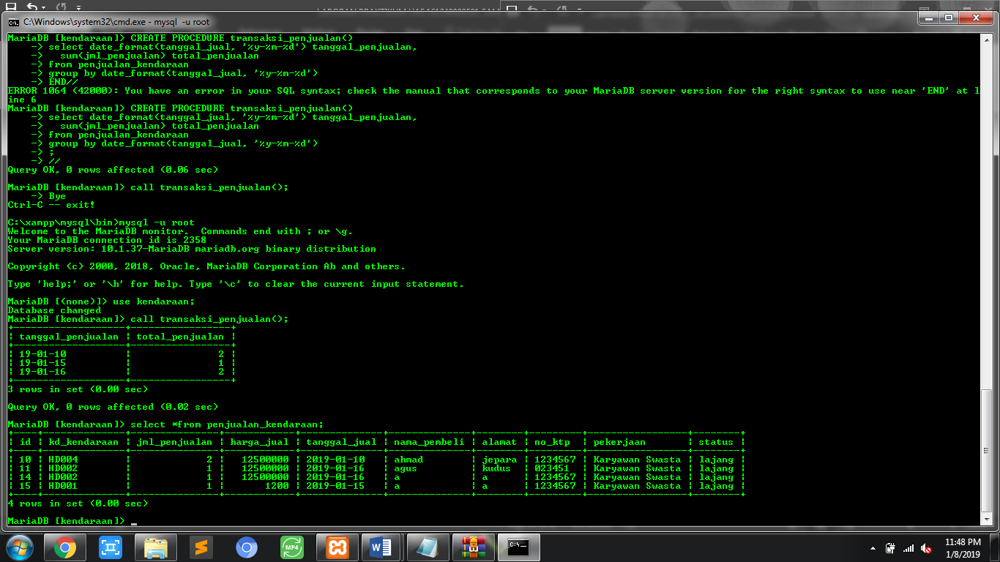 C:\Windows\system32\cmd.exe - mysql  -u root
MariaDB [kendaraan]> CREATE PROCEDURE transaksi_penjualan()
    -> select date_format(tanggal_jual, '%y-%m-%d') tanggal_penjualan,
    ->   sum(jml_penjualan) total_penjualan
    -> from penjualan_kendaraan
    -> group by date_format(tanggal_jual, '%y-%m-%d')
    -> END//
ERROR 1064 (42000): You have an error in your SQL syntax; check the manual that corresponds to your MariaDB server version for the right syntax to use near 'END' at l
ine 6
MariaDB [kendaraan]> CREATE PROCEDURE transaksi_penjualan()
    -> select date_format(tanggal_jual, '%y-%m-%d') tanggal_penjualan,
    ->   sum(jml_penjualan) total_penjualan
    -> from penjualan_kendaraan
    -> group by date_format(tanggal_jual, '%y-%m-%d')
    -> ;
    -> //
Query OK, 0 rows affected (0.06 sec)
MariaDB [kendaraan]> call transaksi_penjualan();
    -> Bye
Ctrl-C -- exit!
C:\xampp\mysql\bin>mysql -u root
Welcome to the MariaDB monitor.  Commands end with ; or \g.
Your MariaDB connection id is 2358
Server version: 10.1.37-MariaDB mariadb.org binary distribution
Copyright (c) 2000, 2018, Oracle, MariaDB Corporation Ab and others.
Type 'help;' or '\h' for help. Type '\c' to clear the current input statement.
MariaDB [(none)]> use kendaraan;
Database changed
MariaDB [kendaraan]> call transaksi_penjualan();
| tanggal_penjualan | total_penjualan |
| 19-01-10          |               2 |
| 19-01-15          |               1 |
| 19-01-16          |               2 |
3 rows in set (0.00 sec)
Query OK, 0 rows affected (0.02 sec)
MariaDB [kendaraan]> select *from penjualan_kendaraan;
| id | kd_kendaraan | jml_penjualan | harga_jual | tanggal_jual | nama_pembeli | alamat | no_ktp  | pekerjaan       | status |
| 10 | HD004        |             2 |   12500000 | 2019-01-10   | ahmad        | jepara | 1234567 | Karyawan Swasta | lajang |
| 11 | HD002        |             1 |   12500000 | 2019-01-16   | agus         | kudus  | 023451  | Karyawan Swasta | lajang |
| 14 | HD002        |             1 |   12500000 | 2019-01-16   | a            | a      | 1234567 | Karyawan Swasta | lajang |
| 15 | HD001        |             1 |       1200 | 2019-01-15   | a            | a      | 1234567 | Karyawan Swasta | lajang |
4 rows in set (0.00 sec)
MariaDB [kendaraan]> _
MP4
11:48 PM
1/8/2019